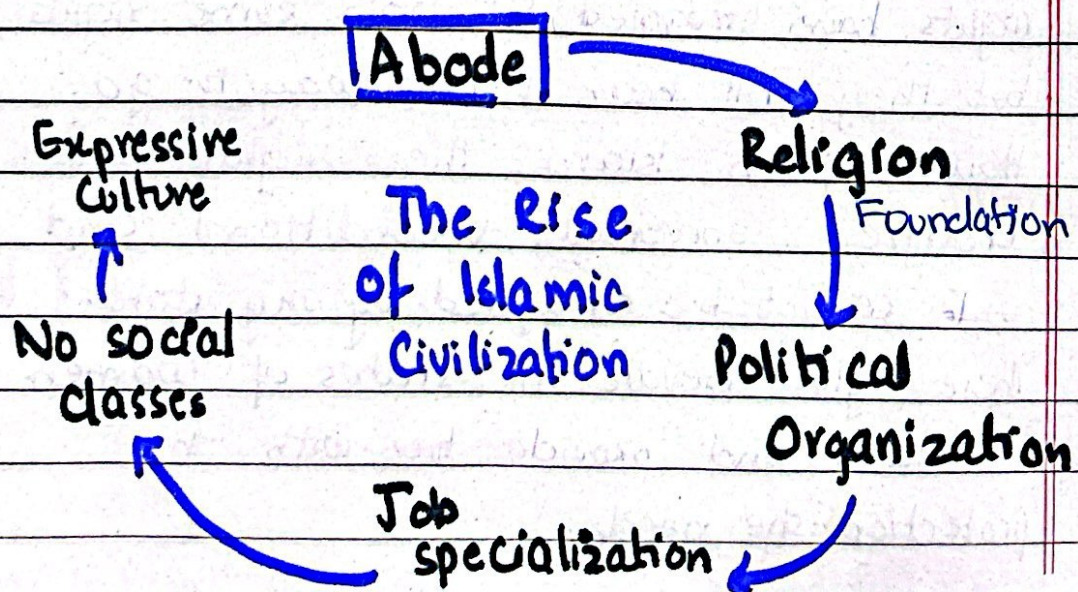 Abode
Religion
Foundation
Political
Organization
Job
specialization
No social
classes
Expressive
Culture
The Rise
Of Islamic
Civilization